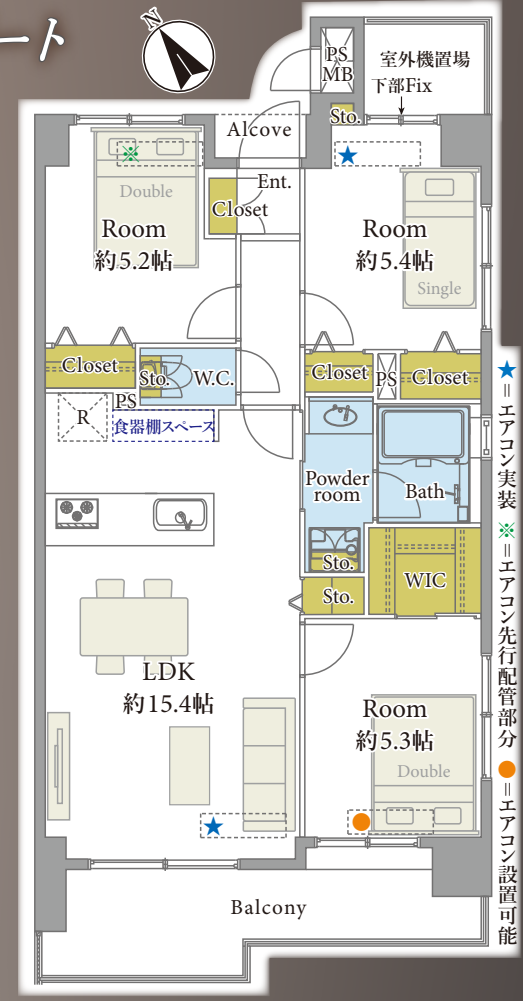 ート
N
PS
MB
室外機置場
下部Fix
Sto.
★
Alcove
※
Double
Ent.
Closet
Room
約5.2帖
Room
約5.4帖
Single
Closet
Sto.
W.C.
PS
R
食器棚スペース
Closet
PS
Closet
Powder
room
Bath
Sto.
Sto.
WIC
LDK
約15.4帖
★
Room
約5.3帖
Double
●
Balcony
★=エアコン実装 ※=エアコン先行配管部分 ●=エアコン設置可能